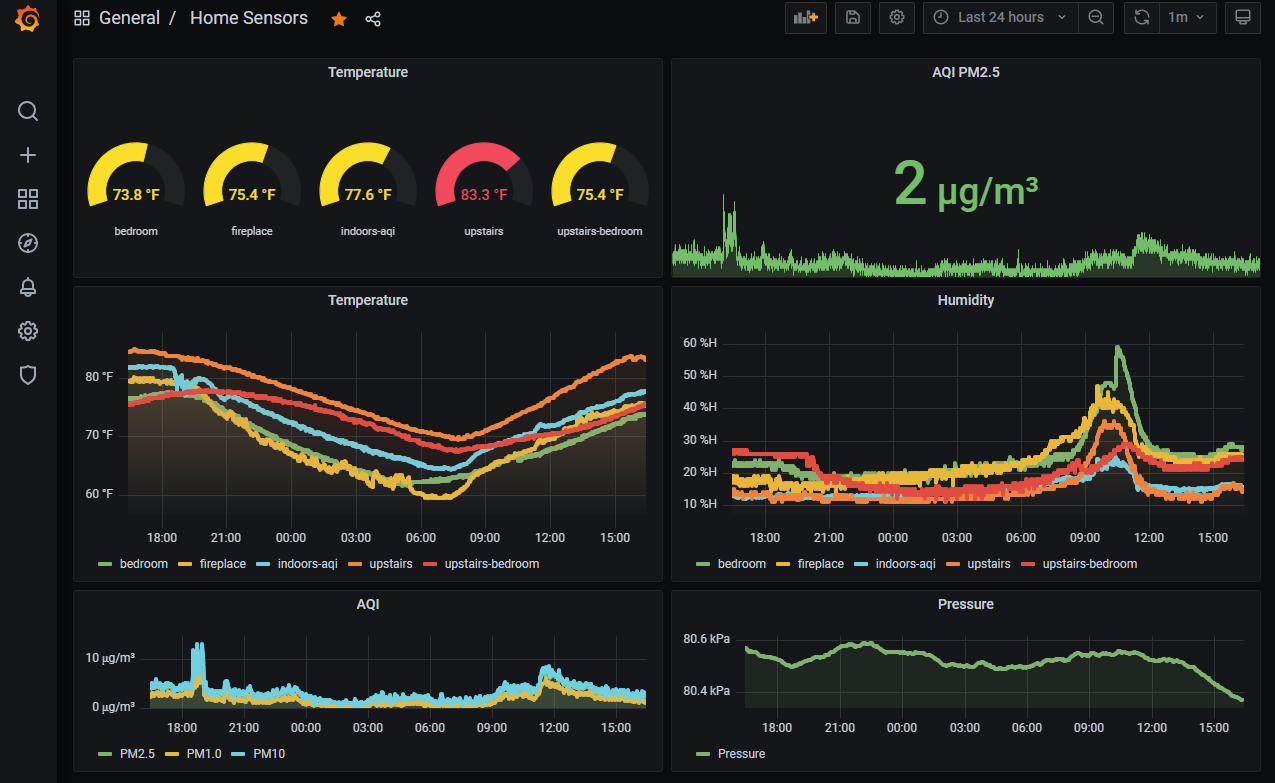 General / Home Sensors
Last 24 hours
1m
Temperature
73.8 °F 75.4 °F 77.6 °F 83.3 °F 75.4 °F
bedroom fireplace indoors-aqi upstairs upstairs-bedroom
AQI PM2.5
2 μg/m³
Temperature
80 °F
70 °F
60 °F
18:00 21:00 00:00 03:00 06:00 09:00 12:00 15:00
bedroom fireplace indoors-aqi upstairs upstairs-bedroom
Humidity
60 %H
50 %H
40 %H
30 %H
20 %H
10 %H
18:00 21:00 00:00 03:00 06:00 09:00 12:00 15:00
bedroom fireplace indoors-aqi upstairs upstairs-bedroom
AQI
10 μg/m³
0 μg/m³
18:00 21:00 00:00 03:00 06:00 09:00 12:00 15:00
PM2.5 PM1.0 PM10
Pressure
80.6 kPa
80.4 kPa
18:00 21:00 00:00 03:00 06:00 09:00 12:00 15:00
Pressure